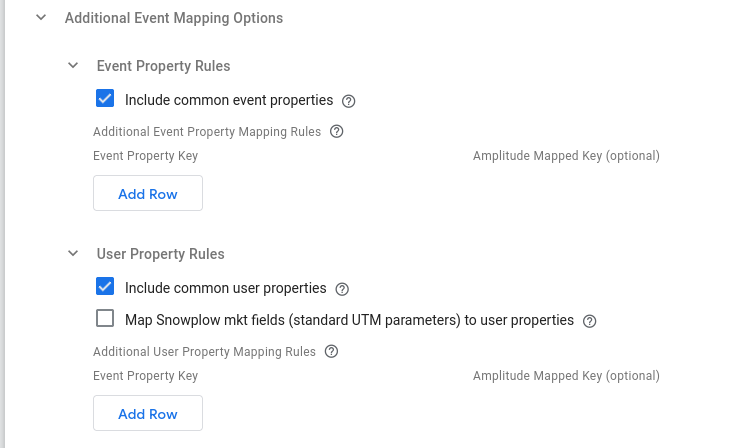 Additional Event Mapping Options
Event Property Rules
Include common event properties
Additional Event Property Mapping Rules
Event Property Key Amplitude Mapped Key (optional)
Add Row
User Property Rules
Include common user properties
Map Snowplow mkt fields (standard UTM parameters) to user properties
Additional User Property Mapping Rules
Event Property Key Amplitude Mapped Key (optional)
Add Row